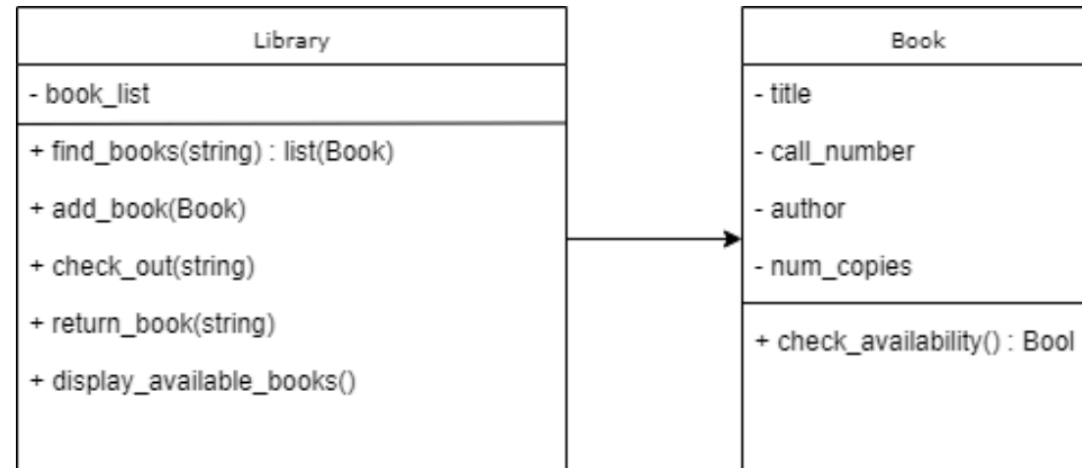 Library
- book_list
+ find_books(string) : list(Book)
+ add_book(Book)
+ check_out(string)
+ return_book(string)
+ display_available_books()
Book
- title
- call_number
- author
- num_copies
+ check_availability() : Bool